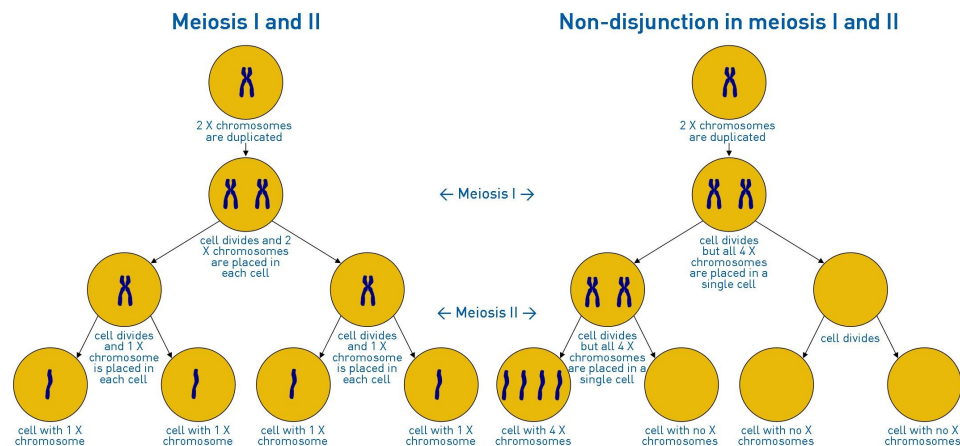 Meiosis I and II
Non-disjunction in meiosis I and II
2 X chromosomes
are duplicated
2 X chromosomes
are duplicated
← Meiosis I →
cell divides and 2
X chromosomes
are placed in
each cell
cell divides
but all 4 X
chromosomes
are placed in a
single cell
← Meiosis II →
cell divides
and 1 X
chromosome
is placed in
each cell
cell divides
and 1 X
chromosome
is placed in
each cell
cell divides
but all 4 X
chromosomes
are placed in a
single cell
cell divides
cell with 1 X
chromosome
cell with 1 X
chromosome
cell with 1 X
chromosome
cell with 1 X
chromosome
cell with 4 X
chromosomes
cell with no X
chromosomes
cell with no X
chromosomes
cell with no X
chromosomes